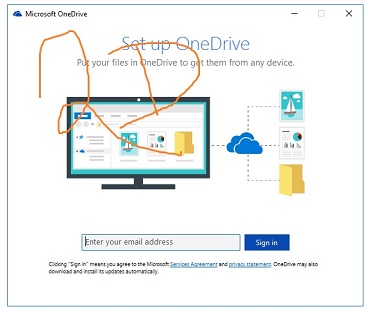 Microsoft OneDrive
Set up OneDrive
Put your files in OneDrive to get them from any device.
Enter your email address
Sign in
Clicking "Sign in" means you agree to the Microsoft Services Agreement and privacy statement. OneDrive may also
download and install its updates automatically.